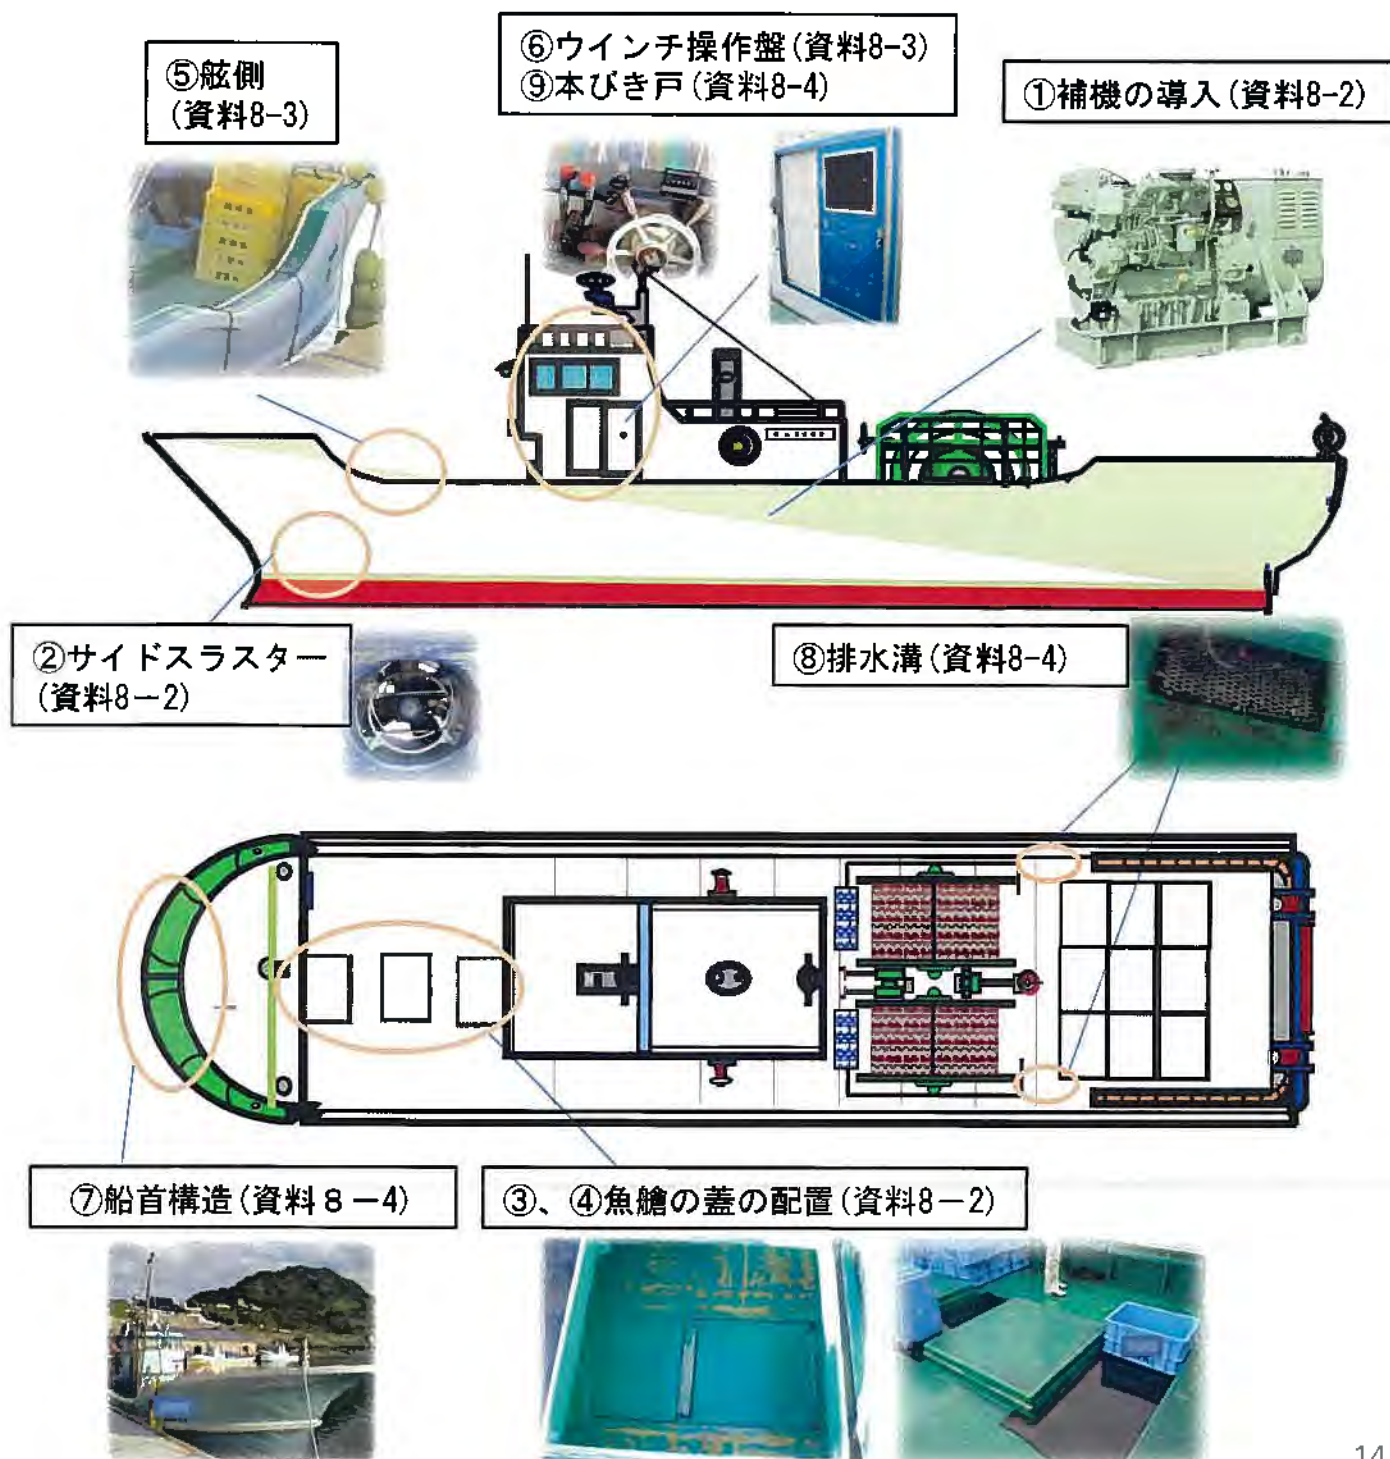 ⑤舷側
(資料8-3)
⑥ウインチ操作盤(資料8-3)
⑨本びき戸(資料8-4)
①補機の導入(資料8-2)
②サイドスラスター
(資料8－2)
⑧排水溝(資料8-4)
⑦船首構造(資料８－4)
③、④魚艙の蓋の配置(資料8－2)
14